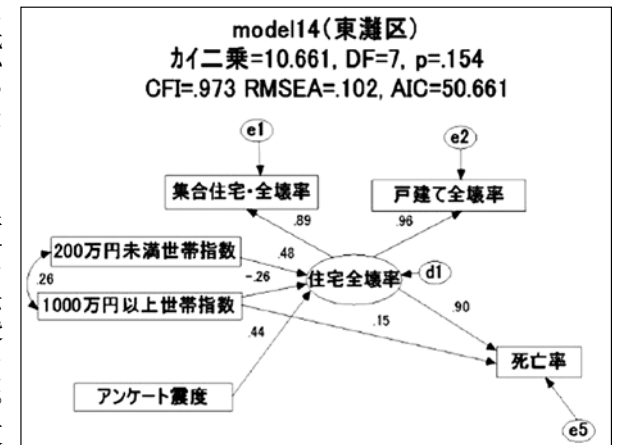 model14(東灘区)
カイ二乗=10.661, DF=7, p=.154
CFI=.973 RMSEA=.102, AIC=50.661
e1
e2
集合住宅・全壊率
戸建て全壊率
.89
.96
200万円未満世帯指数
.48
住宅全壊率
d1
.26
-.26
1000万円以上世帯指数
.90
.15
.44
死亡率
アンケート震度
e5